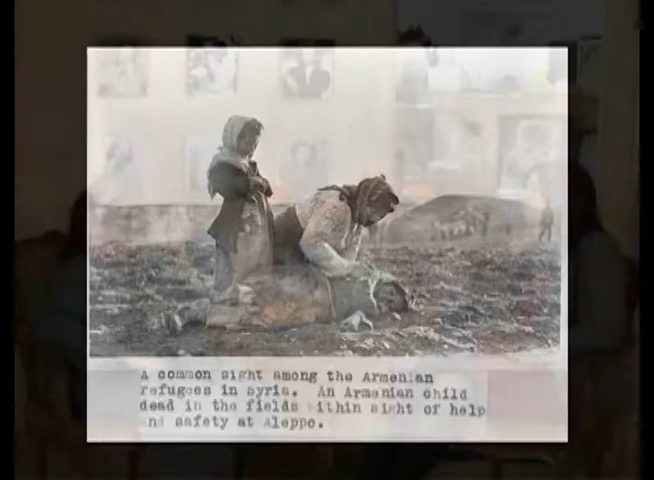 A common sight among the Armenian
refugees in Syria. An Armenian child
dead in the fields within sight of help
and safety at Aleppo.